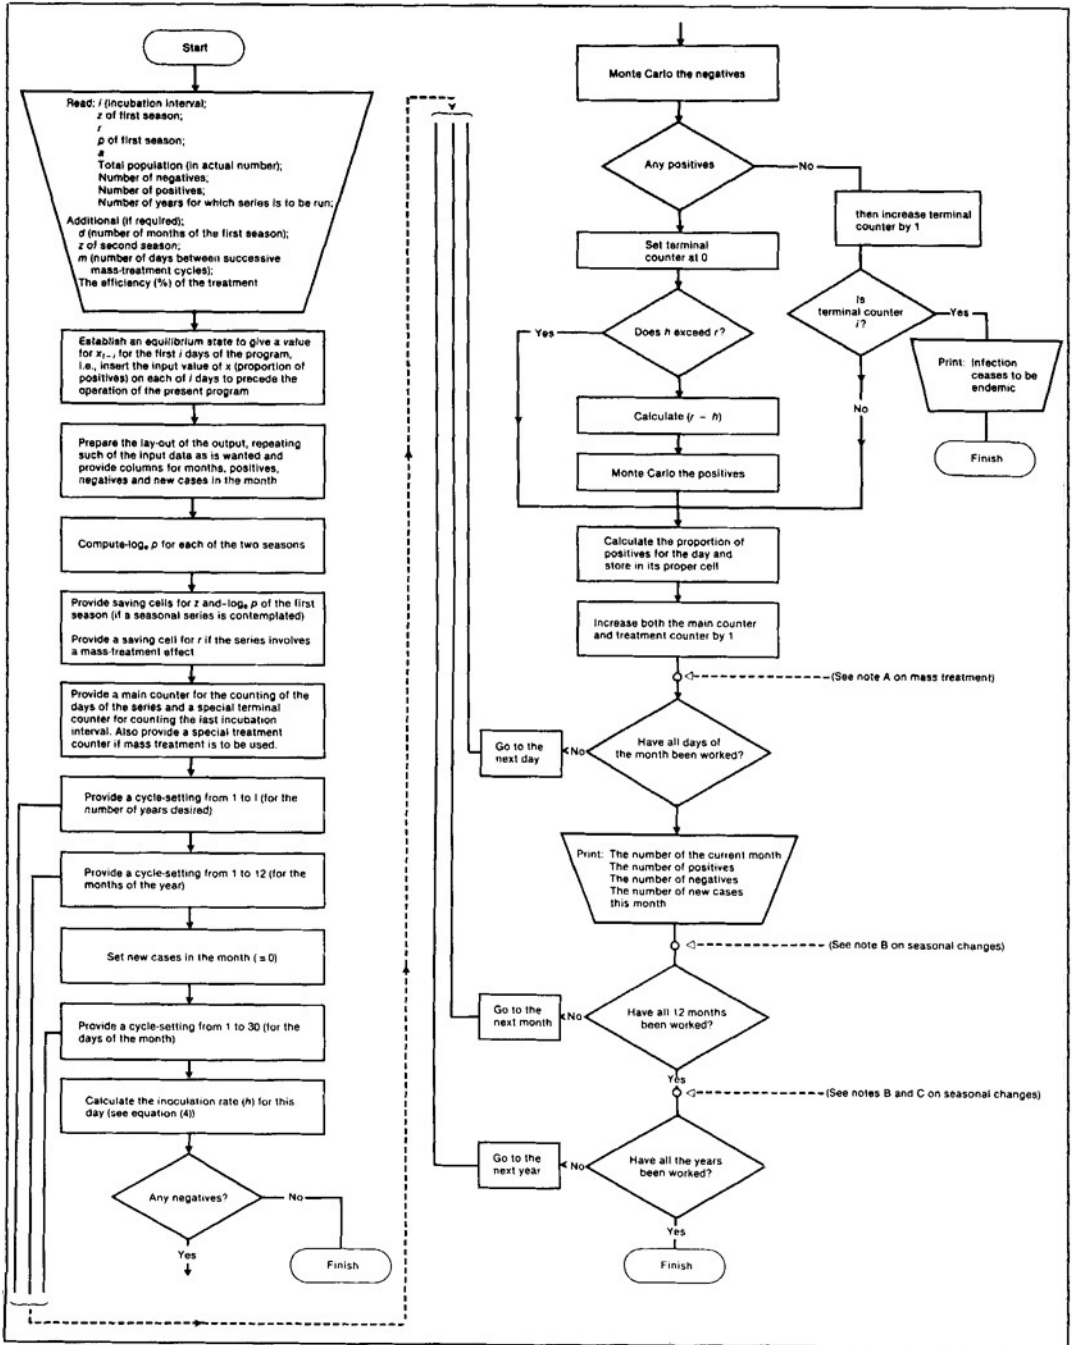 Start
Read: i (incubation interval;
z of first season;
r
p of first season;
a
Total population (in actual number);
Number of negatives;
Number of positives;
Number of years for which series is to be run;
Additional (if required);
d (number of months of the first season);
z of second season;
m (number of days between successive
mass-treatment cycles);
The efficiency (%) of the treatment
Establish an equilibrium state to give a value
for x t-i for the first i days of the program,
i.e., insert the input value of x (proportion of
positives) on each of i days to precede the
operation of the present program
Prepare the lay-out of the output, repeating
such of the input data as is wanted and
provide columns for months, positives,
negatives and new cases in the month
Compute-logₑ p for each of the two seasons
Provide saving cells for z and-logₑ p of the first
season (if a seasonal series is contemplated)
Provide a saving cell for r if the series involves
a mass-treatment effect
Provide a main counter for the counting of the
days of the series and a special terminal
counter for counting the last incubation
interval. Also provide a special treatment
counter if mass treatment is to be used.
Provide a cycle-setting from 1 to I (for the
number of years desired)
Provide a cycle-setting from 1 to 12 (for the
months of the year)
Set new cases in the month (=0)
Provide a cycle-setting from 1 to 30 (for the
days of the month)
Calculate the inoculation rate (h) for this
day (see equation (4))
Any negatives?
No
Yes
Finish
Monte Carlo the negatives
Any positives
No
then increase terminal
counter by 1
Set terminal
counter at 0
Is
terminal counter
i?
Yes
Yes
Does h exceed r?
Print: Infection
ceases to be
endemic
No
Finish
Calculate (r - h)
Monte Carlo the positives
Calculate the proportion of
positives for the day and
store in its proper cell
Increase both the main counter
and treatment counter by 1
(See note A on mass treatment)
Have all days of
the month been worked?
No
Go to the
next day
Print: The number of the current month
The number of positives
The number of negatives
The number of new cases
this month
(See note B on seasonal changes)
Have all 12 months
been worked?
No
Go to the
next month
Yes
(See notes B and C on seasonal changes)
Have all the years
been worked?
No
Go to the
next year
Yes
Finish